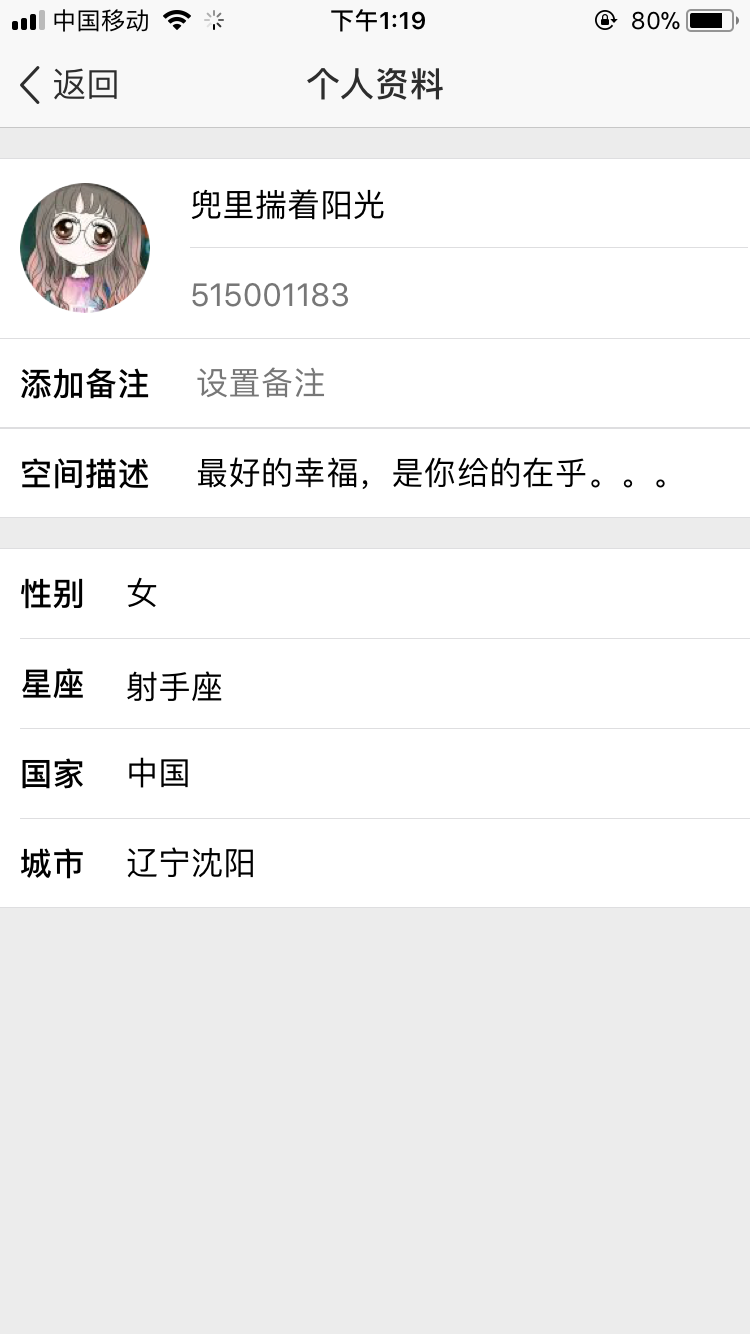 中国移动 下午1:19 80%
返回 个人资料
兜里揣着阳光
515001183
添加备注 设置备注
空间描述 最好的幸福，是你给的在乎。。。
性别 女
星座 射手座
国家 中国
城市 辽宁沈阳